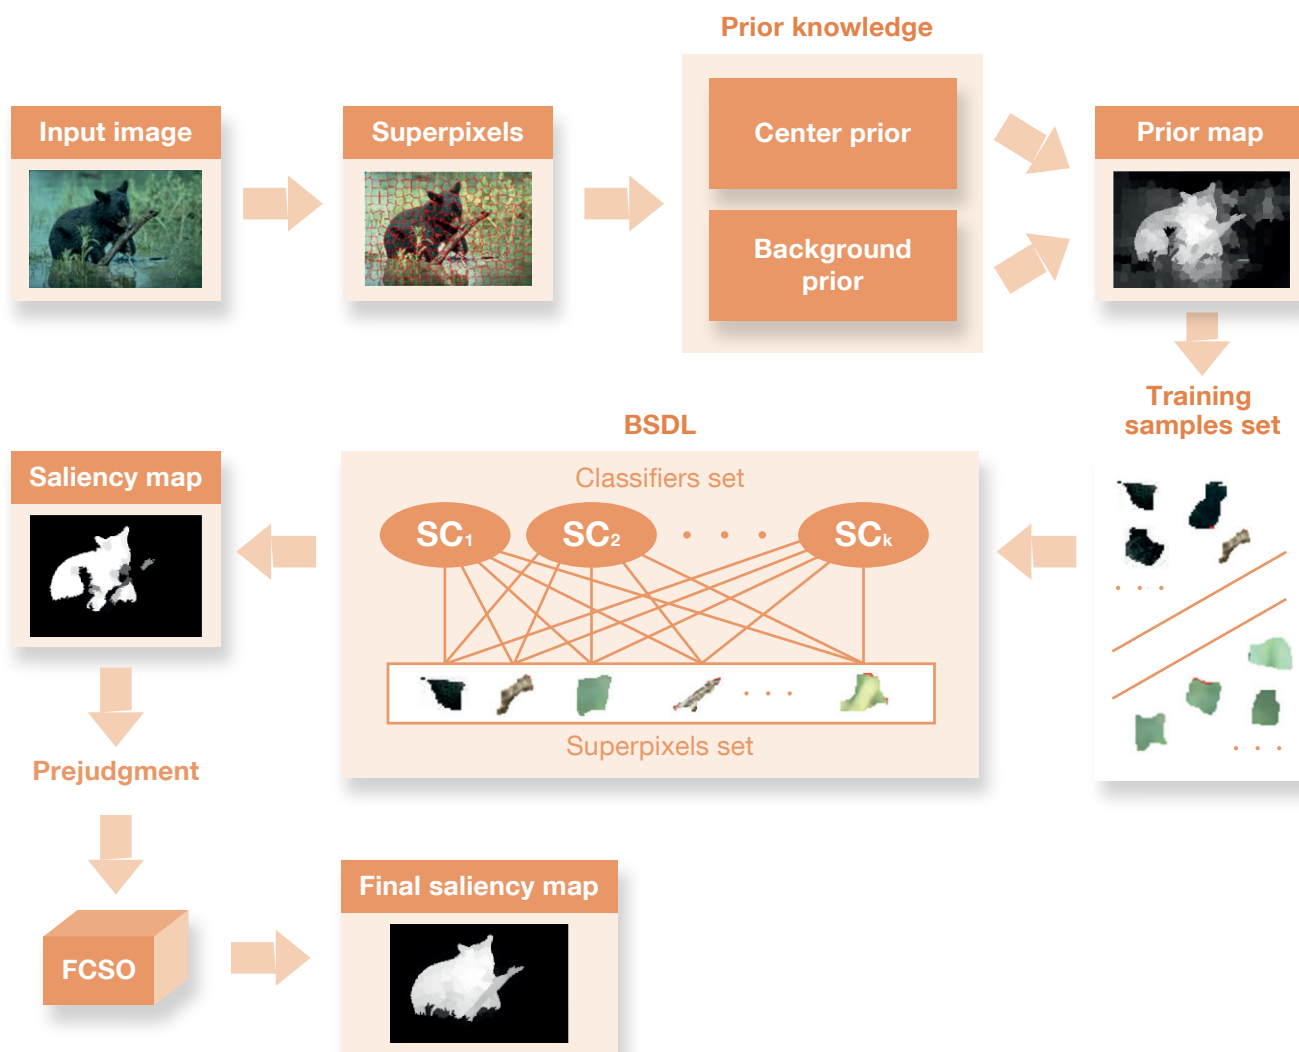 Prior knowledge
Input image
Superpixels
Center prior
Background
prior
Prior map
Training
samples set
BSDL
Classifiers set
SC1 SC2 . . . SCk
. . .
Superpixels set
. . .
. . .
Saliency map
Prejudgment
FCSO
Final saliency map